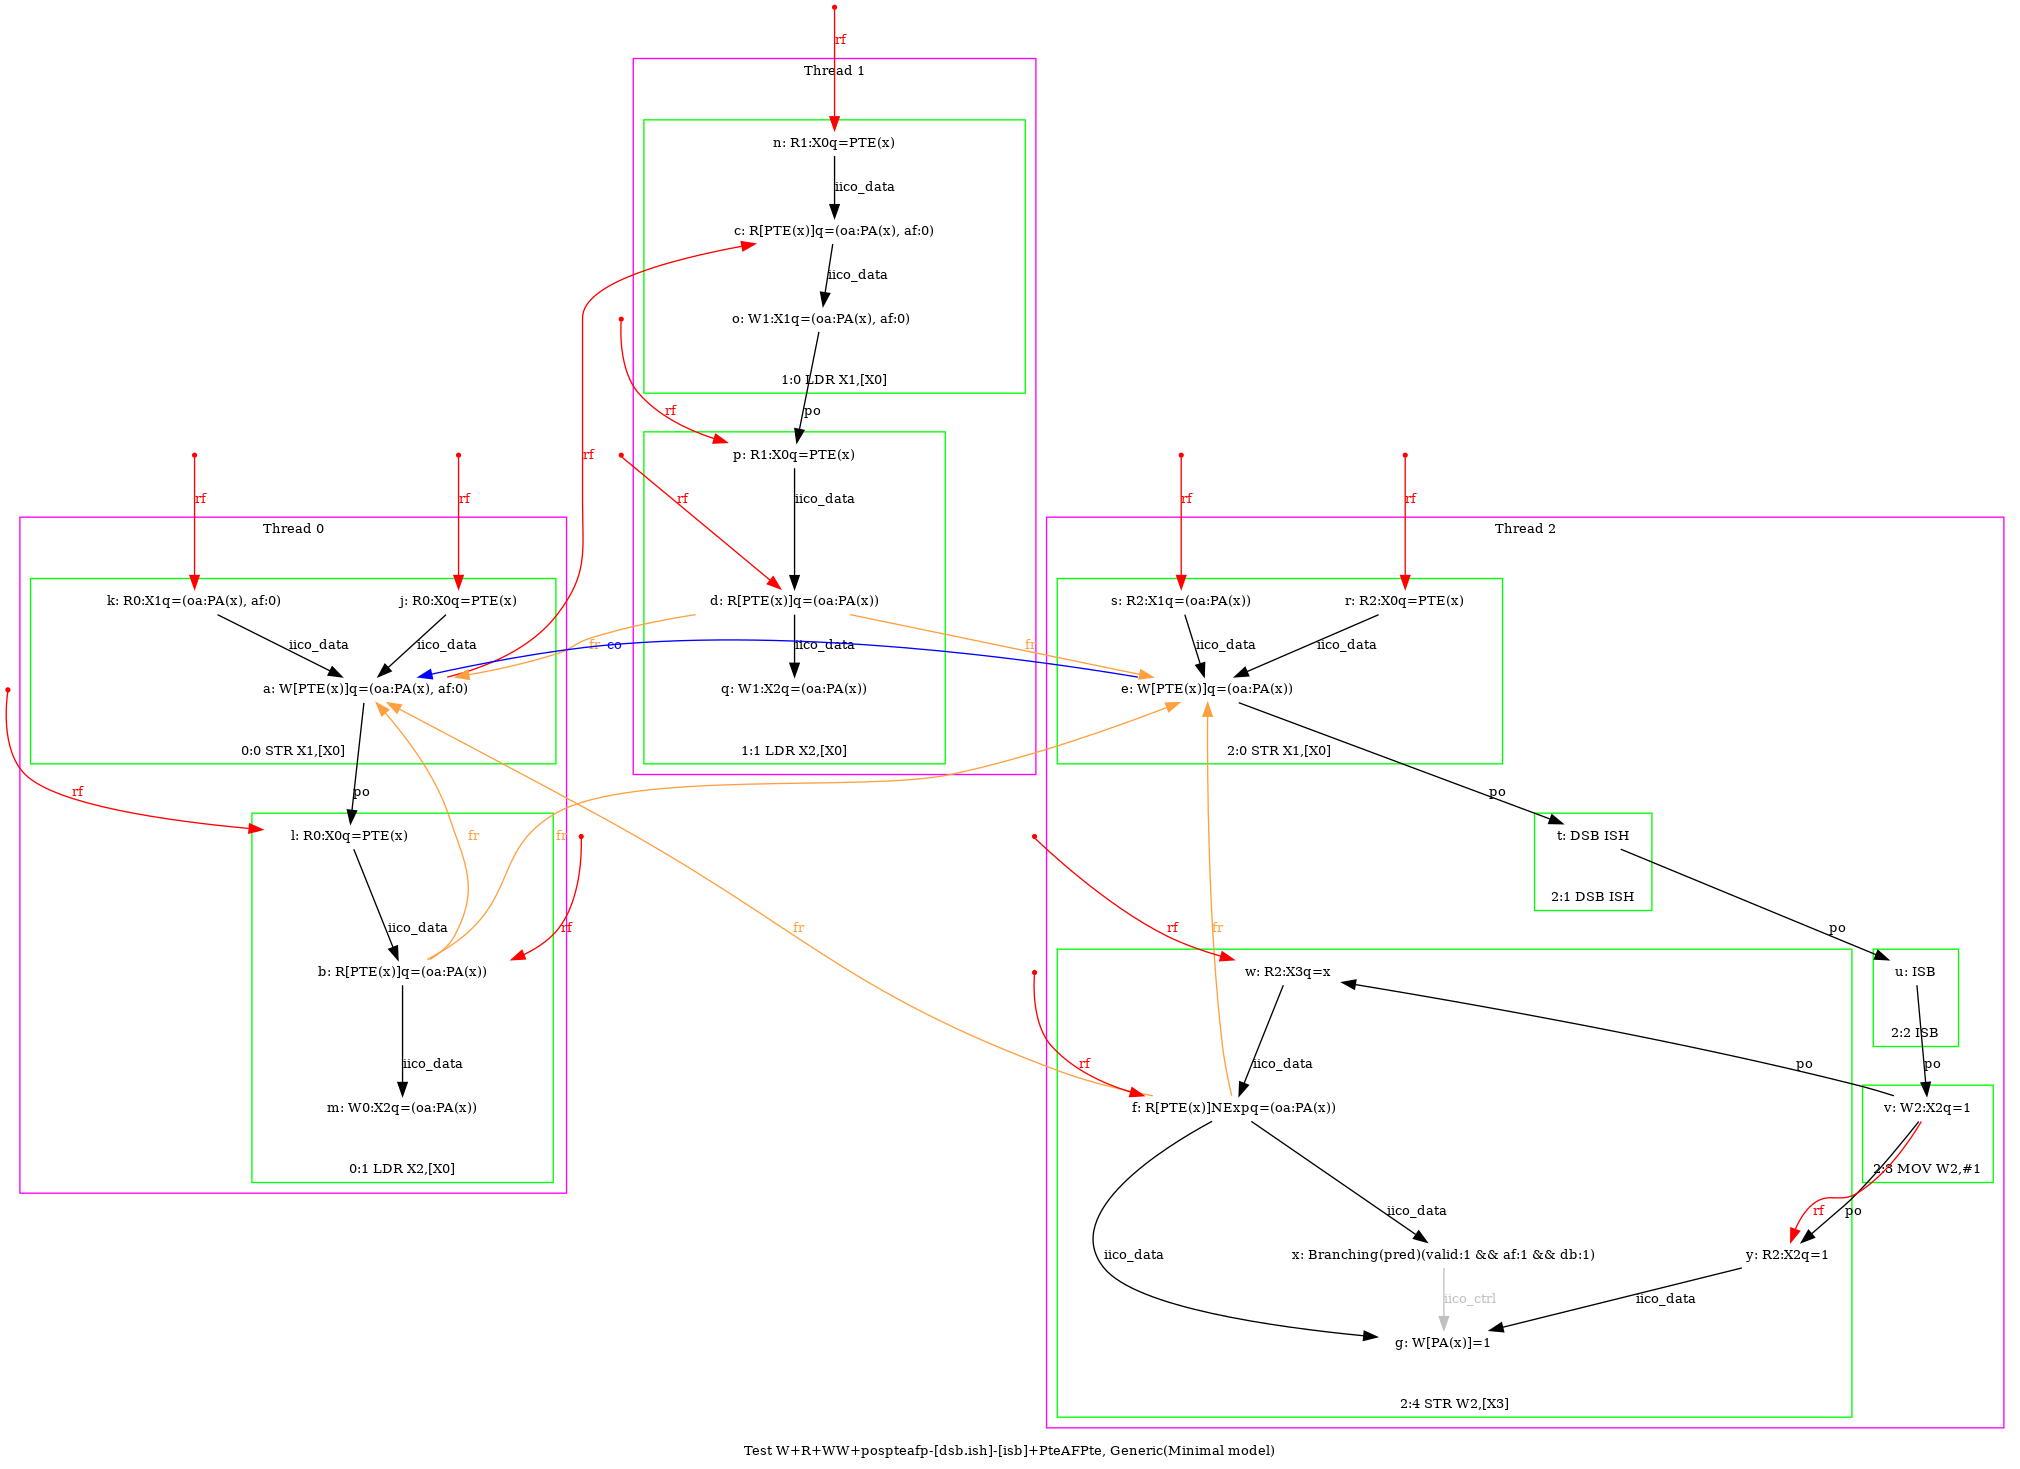 rf
Thread 1
n: R1:X0q=PTE(x)
iico_data
c: R[PTE(x)]q=(oa:PA(x), af:0)
iico_data
o: W1:X1q=(oa:PA(x), af:0)
1:0 LDR X1,[X0]
rf
po
rf
p: R1:X0q=PTE(x)
rf
iico_data
d: R[PTE(x)]q=(oa:PA(x))
iico_data
q: W1:X2q=(oa:PA(x))
1:1 LDR X2,[X0]
rf
rf
Thread 0
k: R0:X1q=(oa:PA(x), af:0)
j: R0:X0q=PTE(x)
iico_data
iico_data
fr
co
fr
a: W[PTE(x)]q=(oa:PA(x), af:0)
0:0 STR X1,[X0]
rf
po
l: R0:X0q=PTE(x)
fr
fr
iico_data
rf
b: R[PTE(x)]q=(oa:PA(x))
iico_data
m: W0:X2q=(oa:PA(x))
0:1 LDR X2,[X0]
rf
rf
Thread 2
s: R2:X1q=(oa:PA(x))
r: R2:X0q=PTE(x)
iico_data
iico_data
e: W[PTE(x)]q=(oa:PA(x))
2:0 STR X1,[X0]
po
t: DSB ISH
2:1 DSB ISH
fr
rf
fr
po
w: R2:X3q=x
u: ISB
2:2 ISB
rf
iico_data
po
po
f: R[PTE(x)]NExpq=(oa:PA(x))
v: W2:X2q=1
2:3 MOV W2,#1
iico_data
rf
po
iico_data
x: Branching(pred)(valid:1 && af:1 && db:1)
y: R2:X2q=1
iico_ctrl
iico_data
g: W[PA(x)]=1
2:4 STR W2,[X3]
Test W+R+WW+pospteafp-[dsb.ish]-[isb]+PteAFPte, Generic(Minimal model)